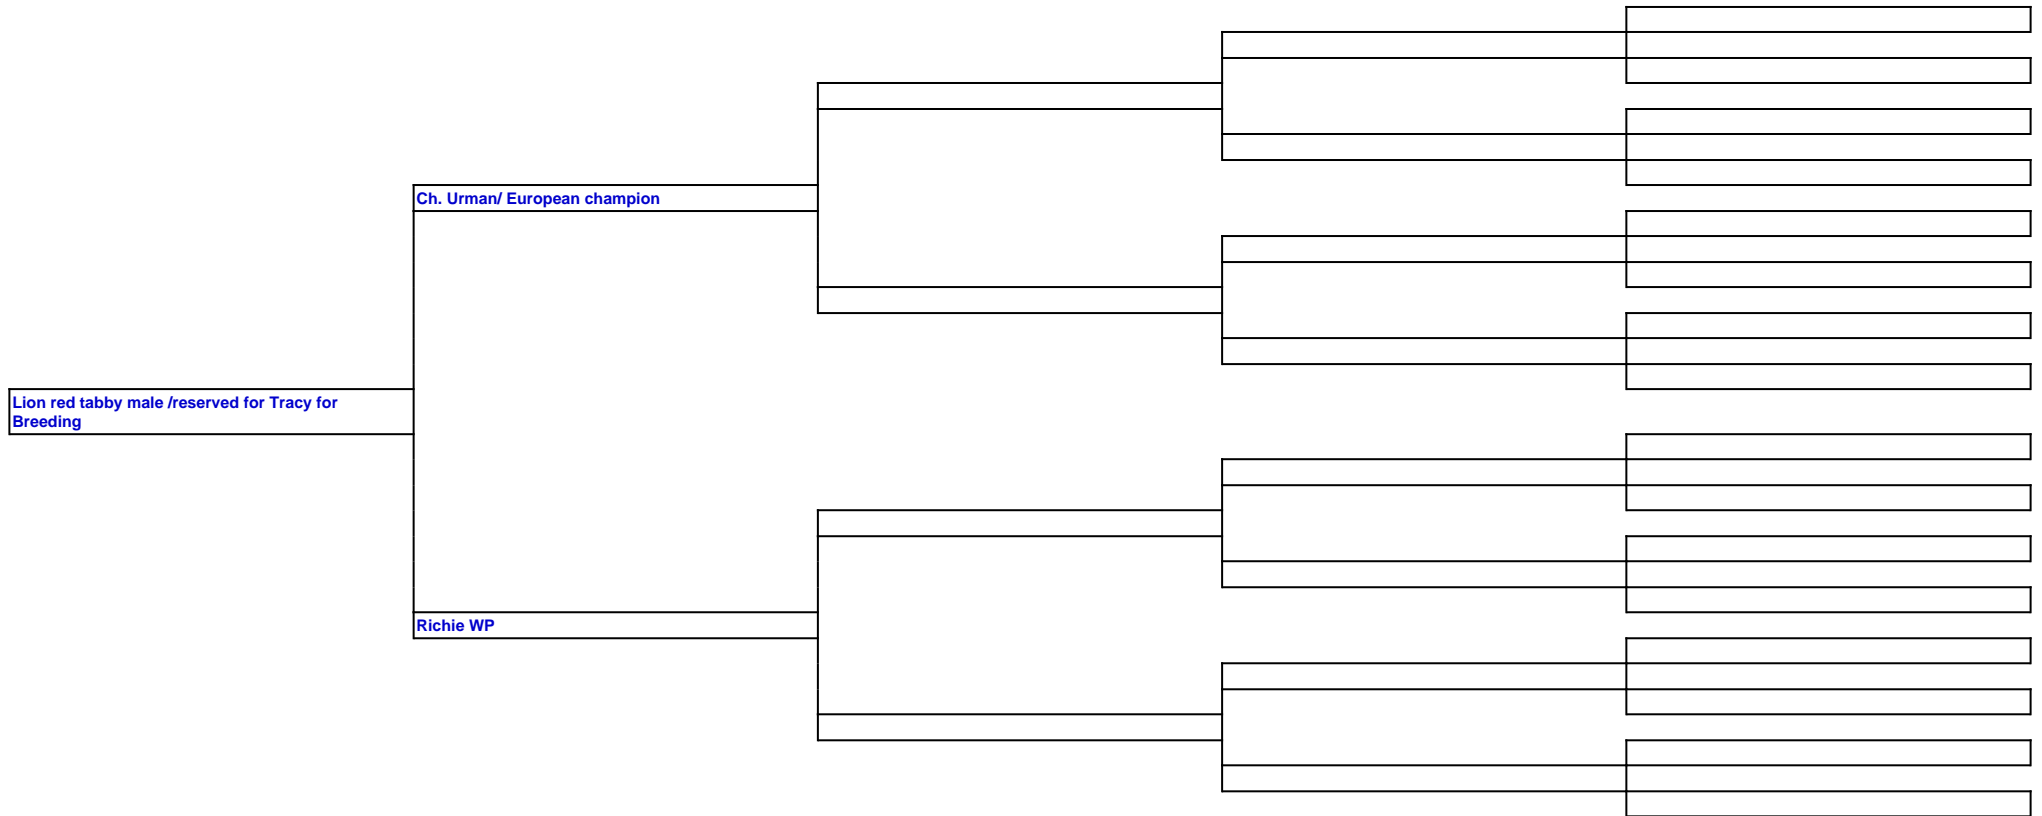 Ch. Urman/ European champion
Lion red tabby male /reserved for Tracy for
Breeding
Richie WP